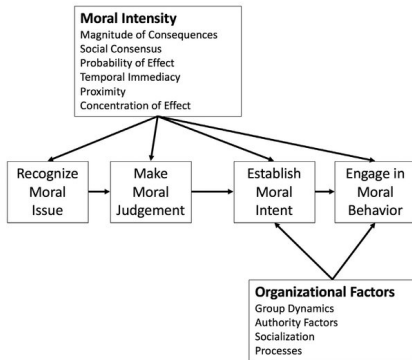 Moral Intensity
Magnitude of Consequences
Social Consensus
Probability of Effect
Temporal Immediacy
Proximity
Concentration of Effect
Recognize
Moral
Issue
Make
Moral
Judgement
Establish
Moral
Intent
Engage in
Moral
Behavior
Organizational Factors
Group Dynamics
Authority Factors
Socialization
Processes